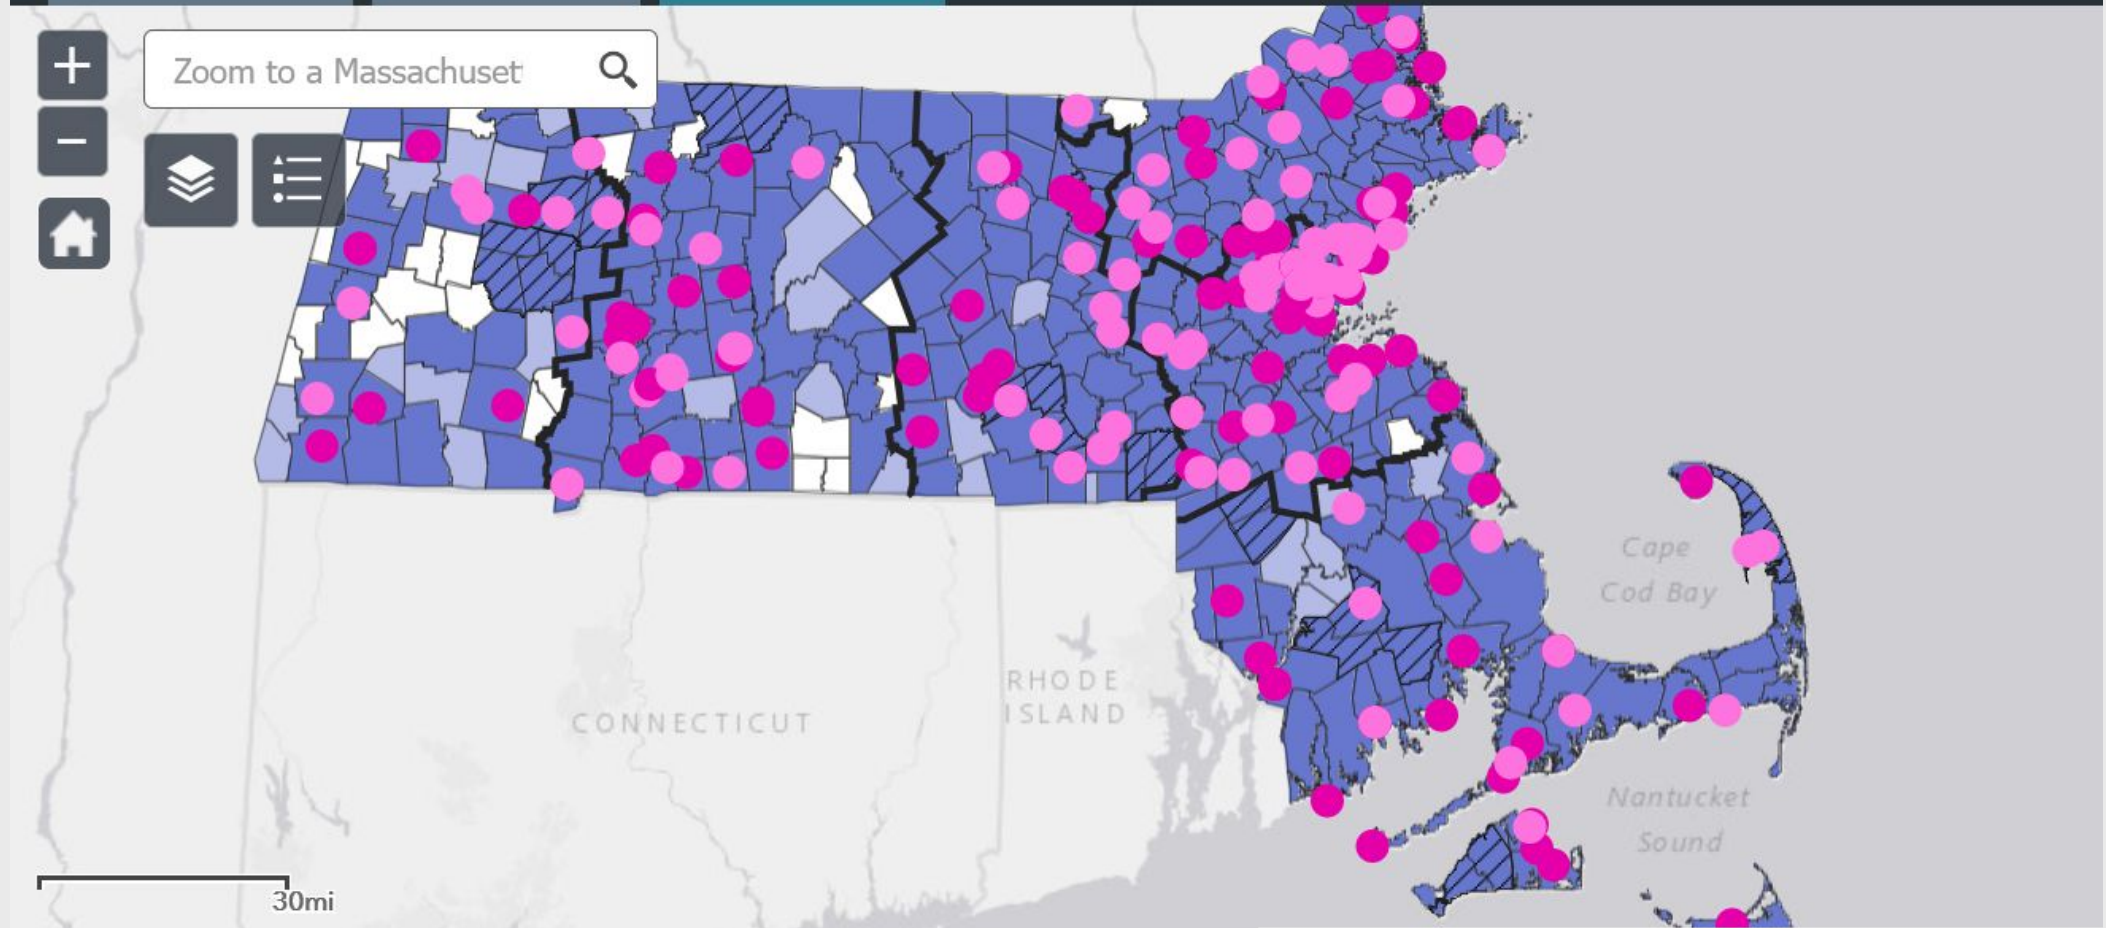 Zoom to a Massachuset
Cape
Cod Bay
RHODE
ISLAND
CONNECTICUT
Nantucket
Sound
30mi